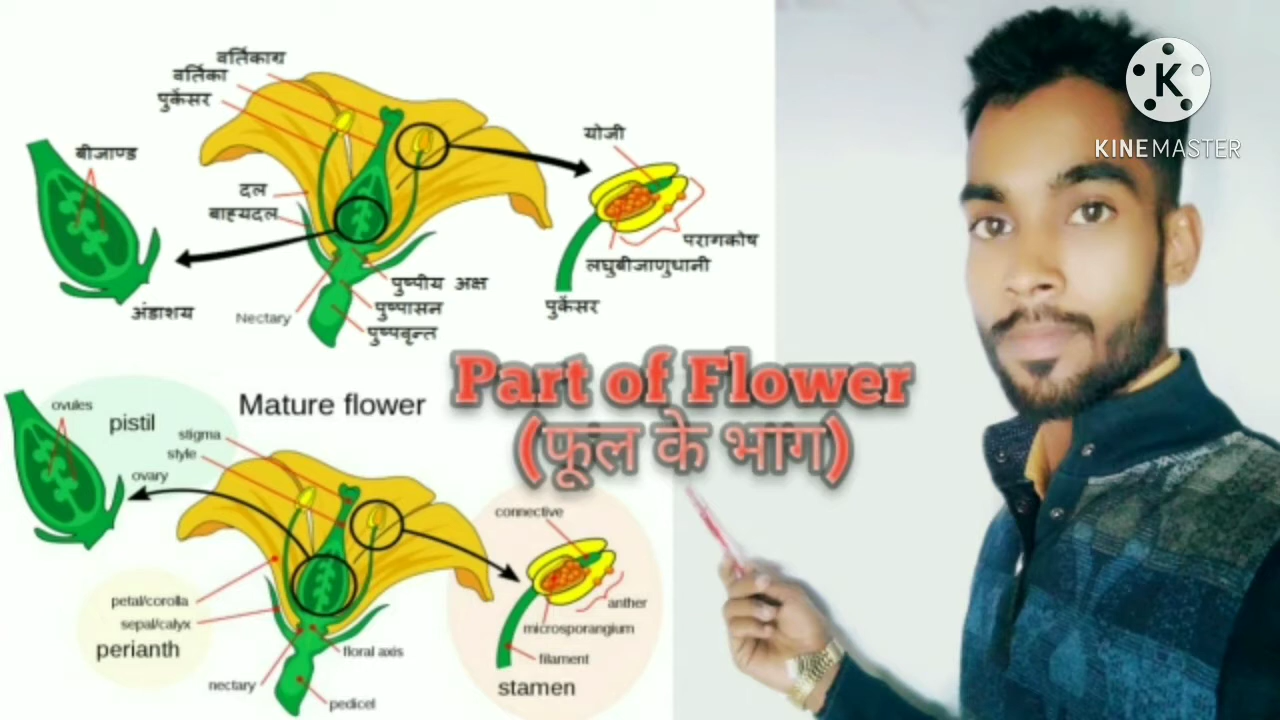 वर्तिकाग्र
वर्तिका
पुकेंसर
बीजाण्ड
दल
बाह्यदल
अंडाशय
Nectary
पुष्पीय अक्ष
पुष्पासन
पुष्पवृन्त
योजी
परागकोष
लघुबीजाणुधानी
पुकेंसर
KINEMASTER
Part of Flower
(फूल के भाग)
Mature flower
ovules
pistil
stigma
style
ovary
petal/corolla
sepal/calyx
perianth
nectary
floral axis
pedicel
connective
anther
microsporangium
filament
stamen
K